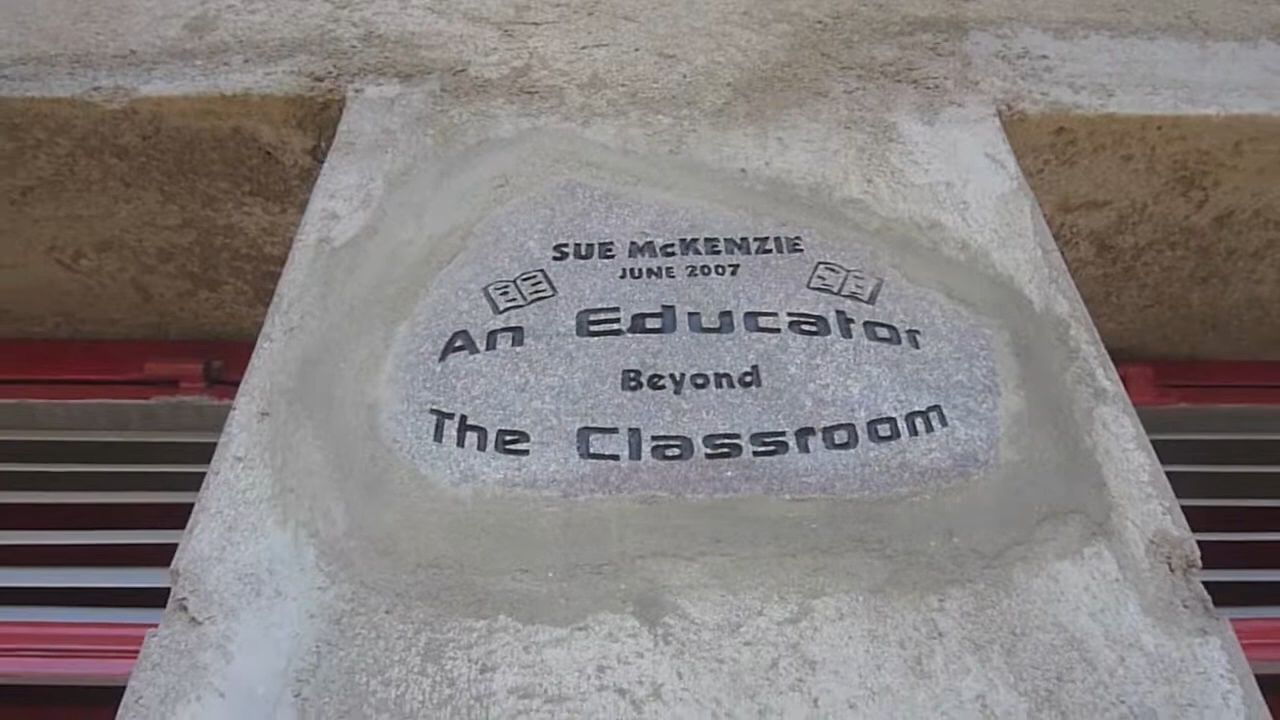 SUE McKENZIE
JUNE 2007
An Educator
Beyond
The Classroom